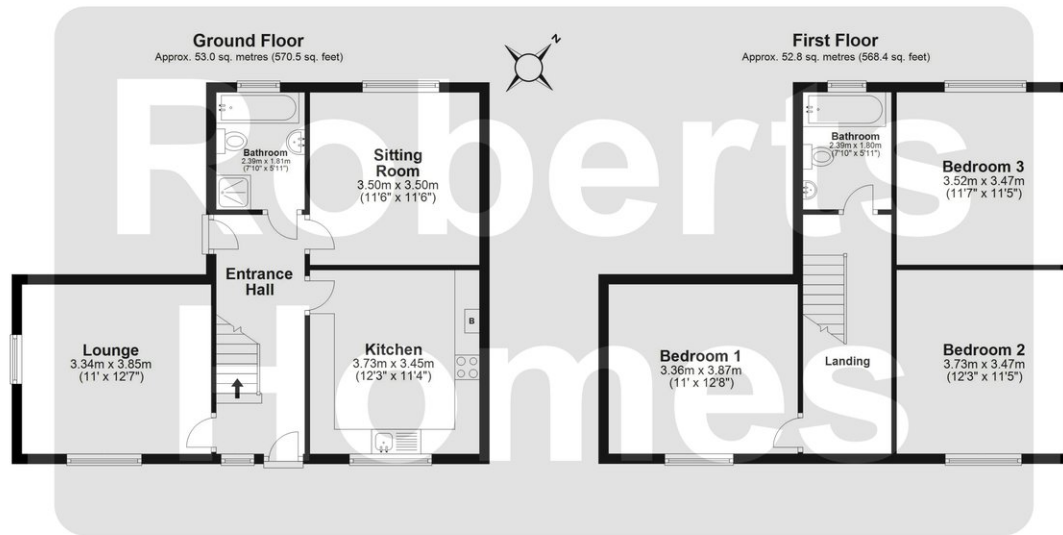 Ground Floor
Approx. 53.0 sq. metres (570.5 sq. feet)
N
First Floor
Approx. 52.8 sq. metres (568.4 sq. feet)
Roberts
Homes
Bathroom
2.39m x 1.81m
(7'10" x 5'11")
Sitting
Room
3.50m x 3.50m
(11'6" x 11'6")
Entrance
Hall
Lounge
3.34m x 3.85m
(11' x 12'7")
Kitchen
3.73m x 3.45m
(12'3" x 11'4")
B
Bathroom
2.39m x 1.80m
(7'10" x 5'11")
Bedroom 3
3.52m x 3.47m
(11'7" x 11'5")
Bedroom 1
3.36m x 3.87m
(11' x 12'8")
Landing
Bedroom 2
3.73m x 3.47m
(12'3" x 11'5")